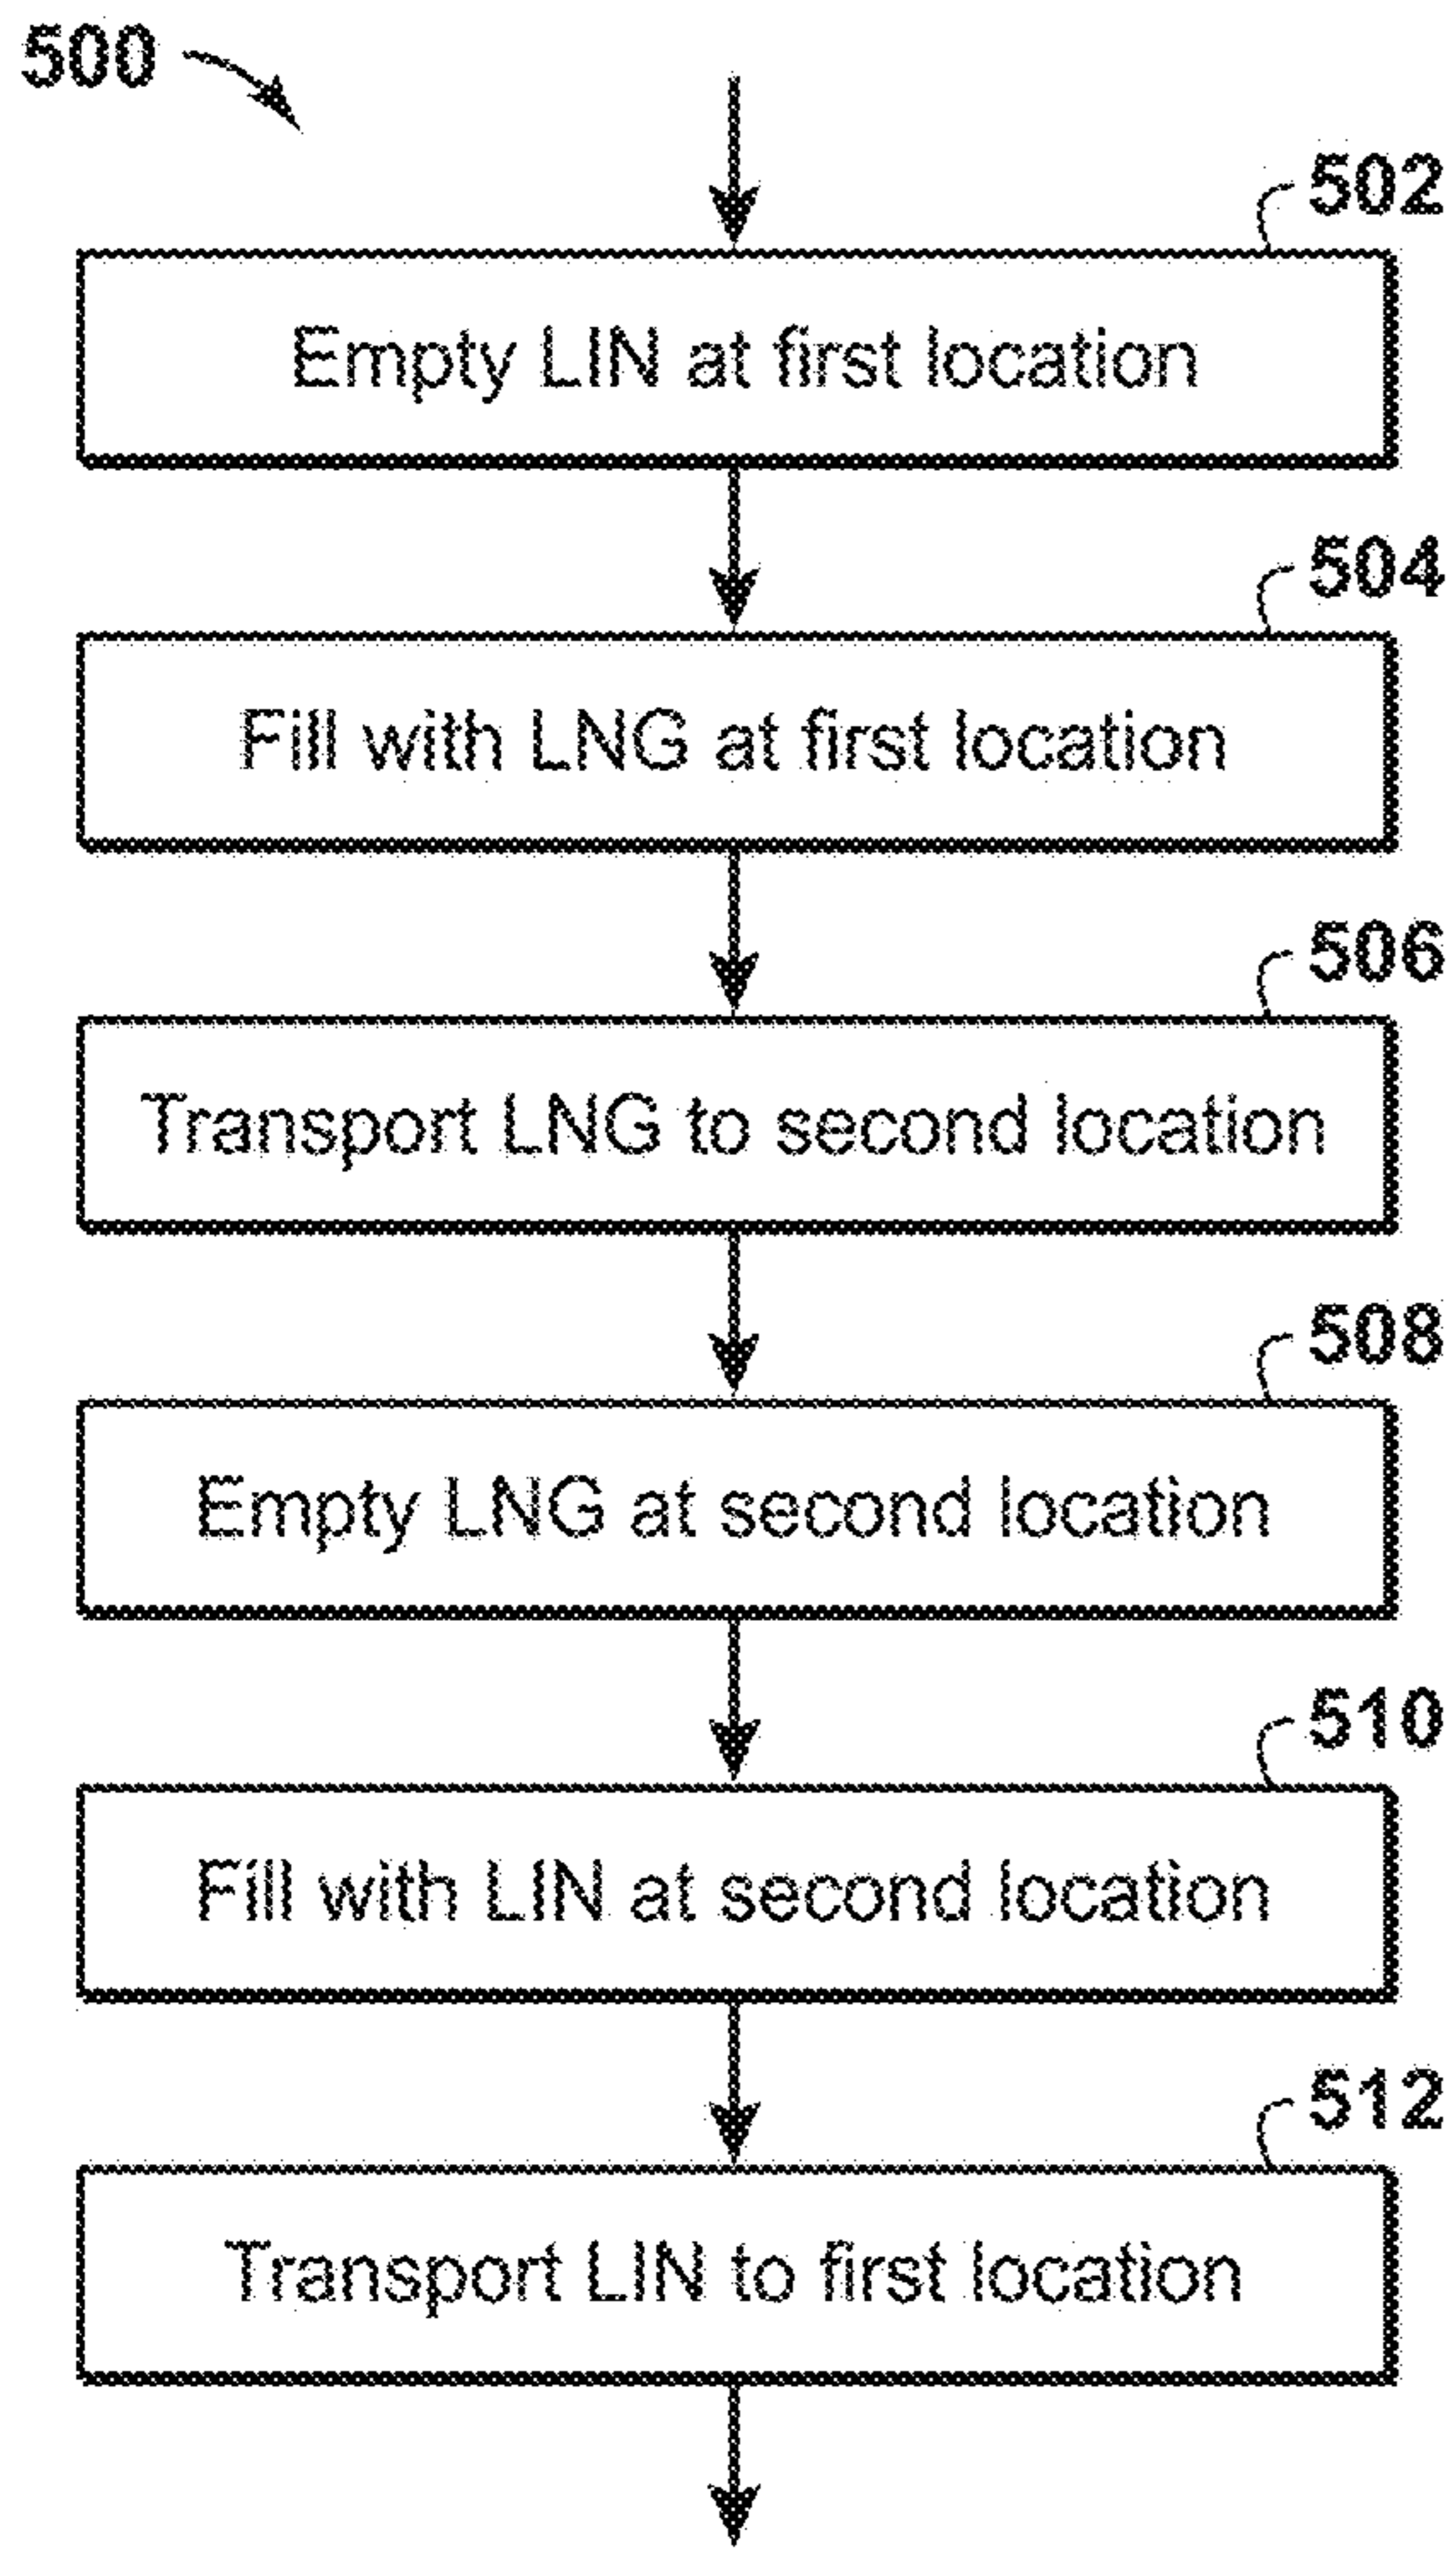 500
502
Empty LIN at first location
504
Fill with LNG at first location
506
Transport LNG to second location
508
Empty LNG at second location
510
Fill with LIN at second location
512
Transport LIN to first location